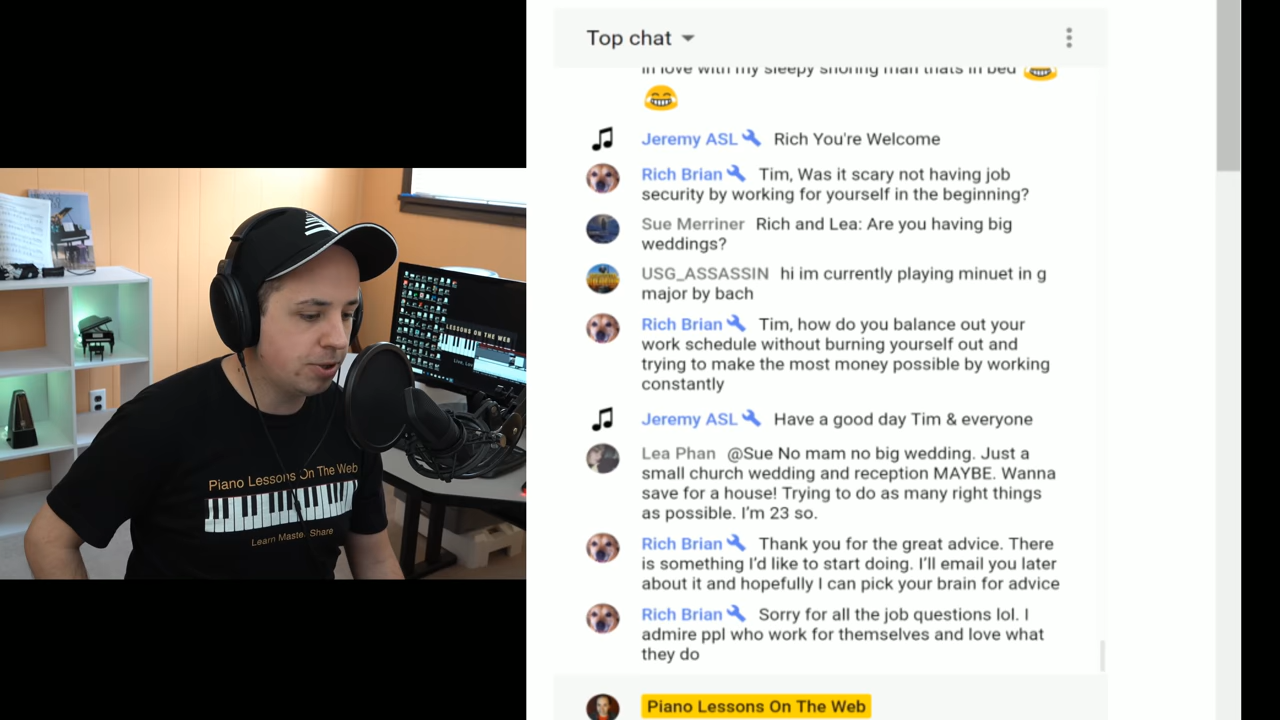 Top chat
in love with my sleepy snoring man thats in bed
Jeremy ASL Rich You're Welcome
Rich Brian Tim, Was it scary not having job
security by working for yourself in the beginning?
Sue Merriner Rich and Lea: Are you having big
weddings?
USG_ASSASSIN hi im currently playing minuet in g
major by bach
Rich Brian Tim, how do you balance out your
work schedule without burning yourself out and
trying to make the most money possible by working
constantly
Jeremy ASL Have a good day Tim & everyone
Lea Phan @Sue No mam no big wedding. Just a
small church wedding and reception MAYBE. Wanna
save for a house! Trying to do as many right things
as possible. I'm 23 so.
Rich Brian Thank you for the great advice. There
is something I'd like to start doing. I'll email you later
about it and hopefully I can pick your brain for advice
Rich Brian Sorry for all the job questions lol. I
admire ppl who work for themselves and love what
they do
Piano Lessons On The Web
LESSONS ON THE WEB
Piano Lessons On The Web
Learn Master Share